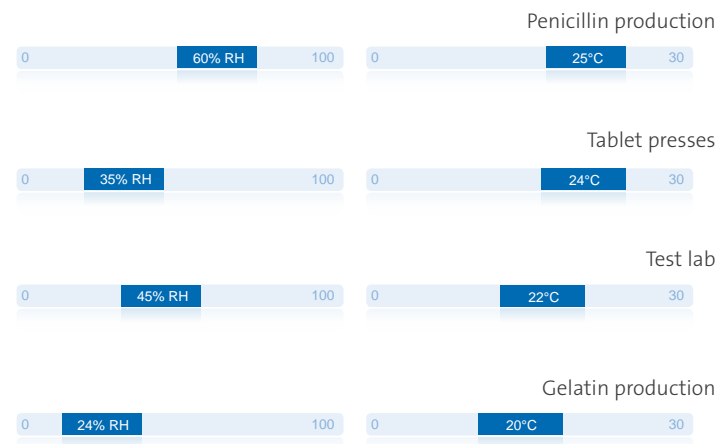 Penicillin production
0 60% RH 100 0 25°C 30
Tablet presses
0 35% RH 100 0 24°C 30
Test lab
0 45% RH 100 0 22°C 30
Gelatin production
0 24% RH 100 0 20°C 30